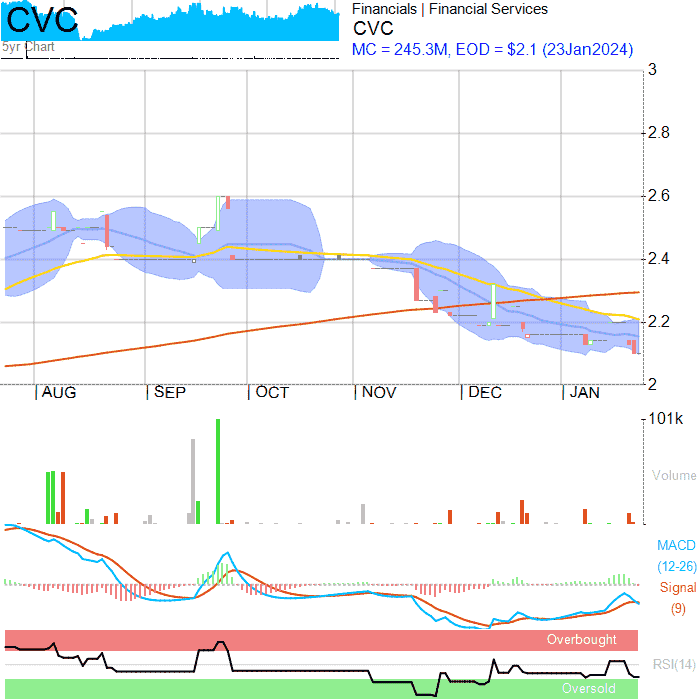 CVC
5yr Chart
Financials | Financial Services
CVC
MC = 245.3M, EOD = $2.1 (23Jan2024)
3
2.8
2.6
2.4
2.2
2
|AUG |SEP |OCT |NOV |DEC |JAN
101k
Volume
MACD
(12-26)
Signal
(9)
Overbought
RSI(14)
Oversold